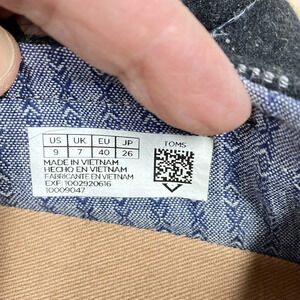 US UK EU JP TOMS
9 7 40 26
MADE IN VIETNAM
HECHO EN VIETNAM
FABRICANTE EN VIETNAM
EXF: 1002920616
10009047